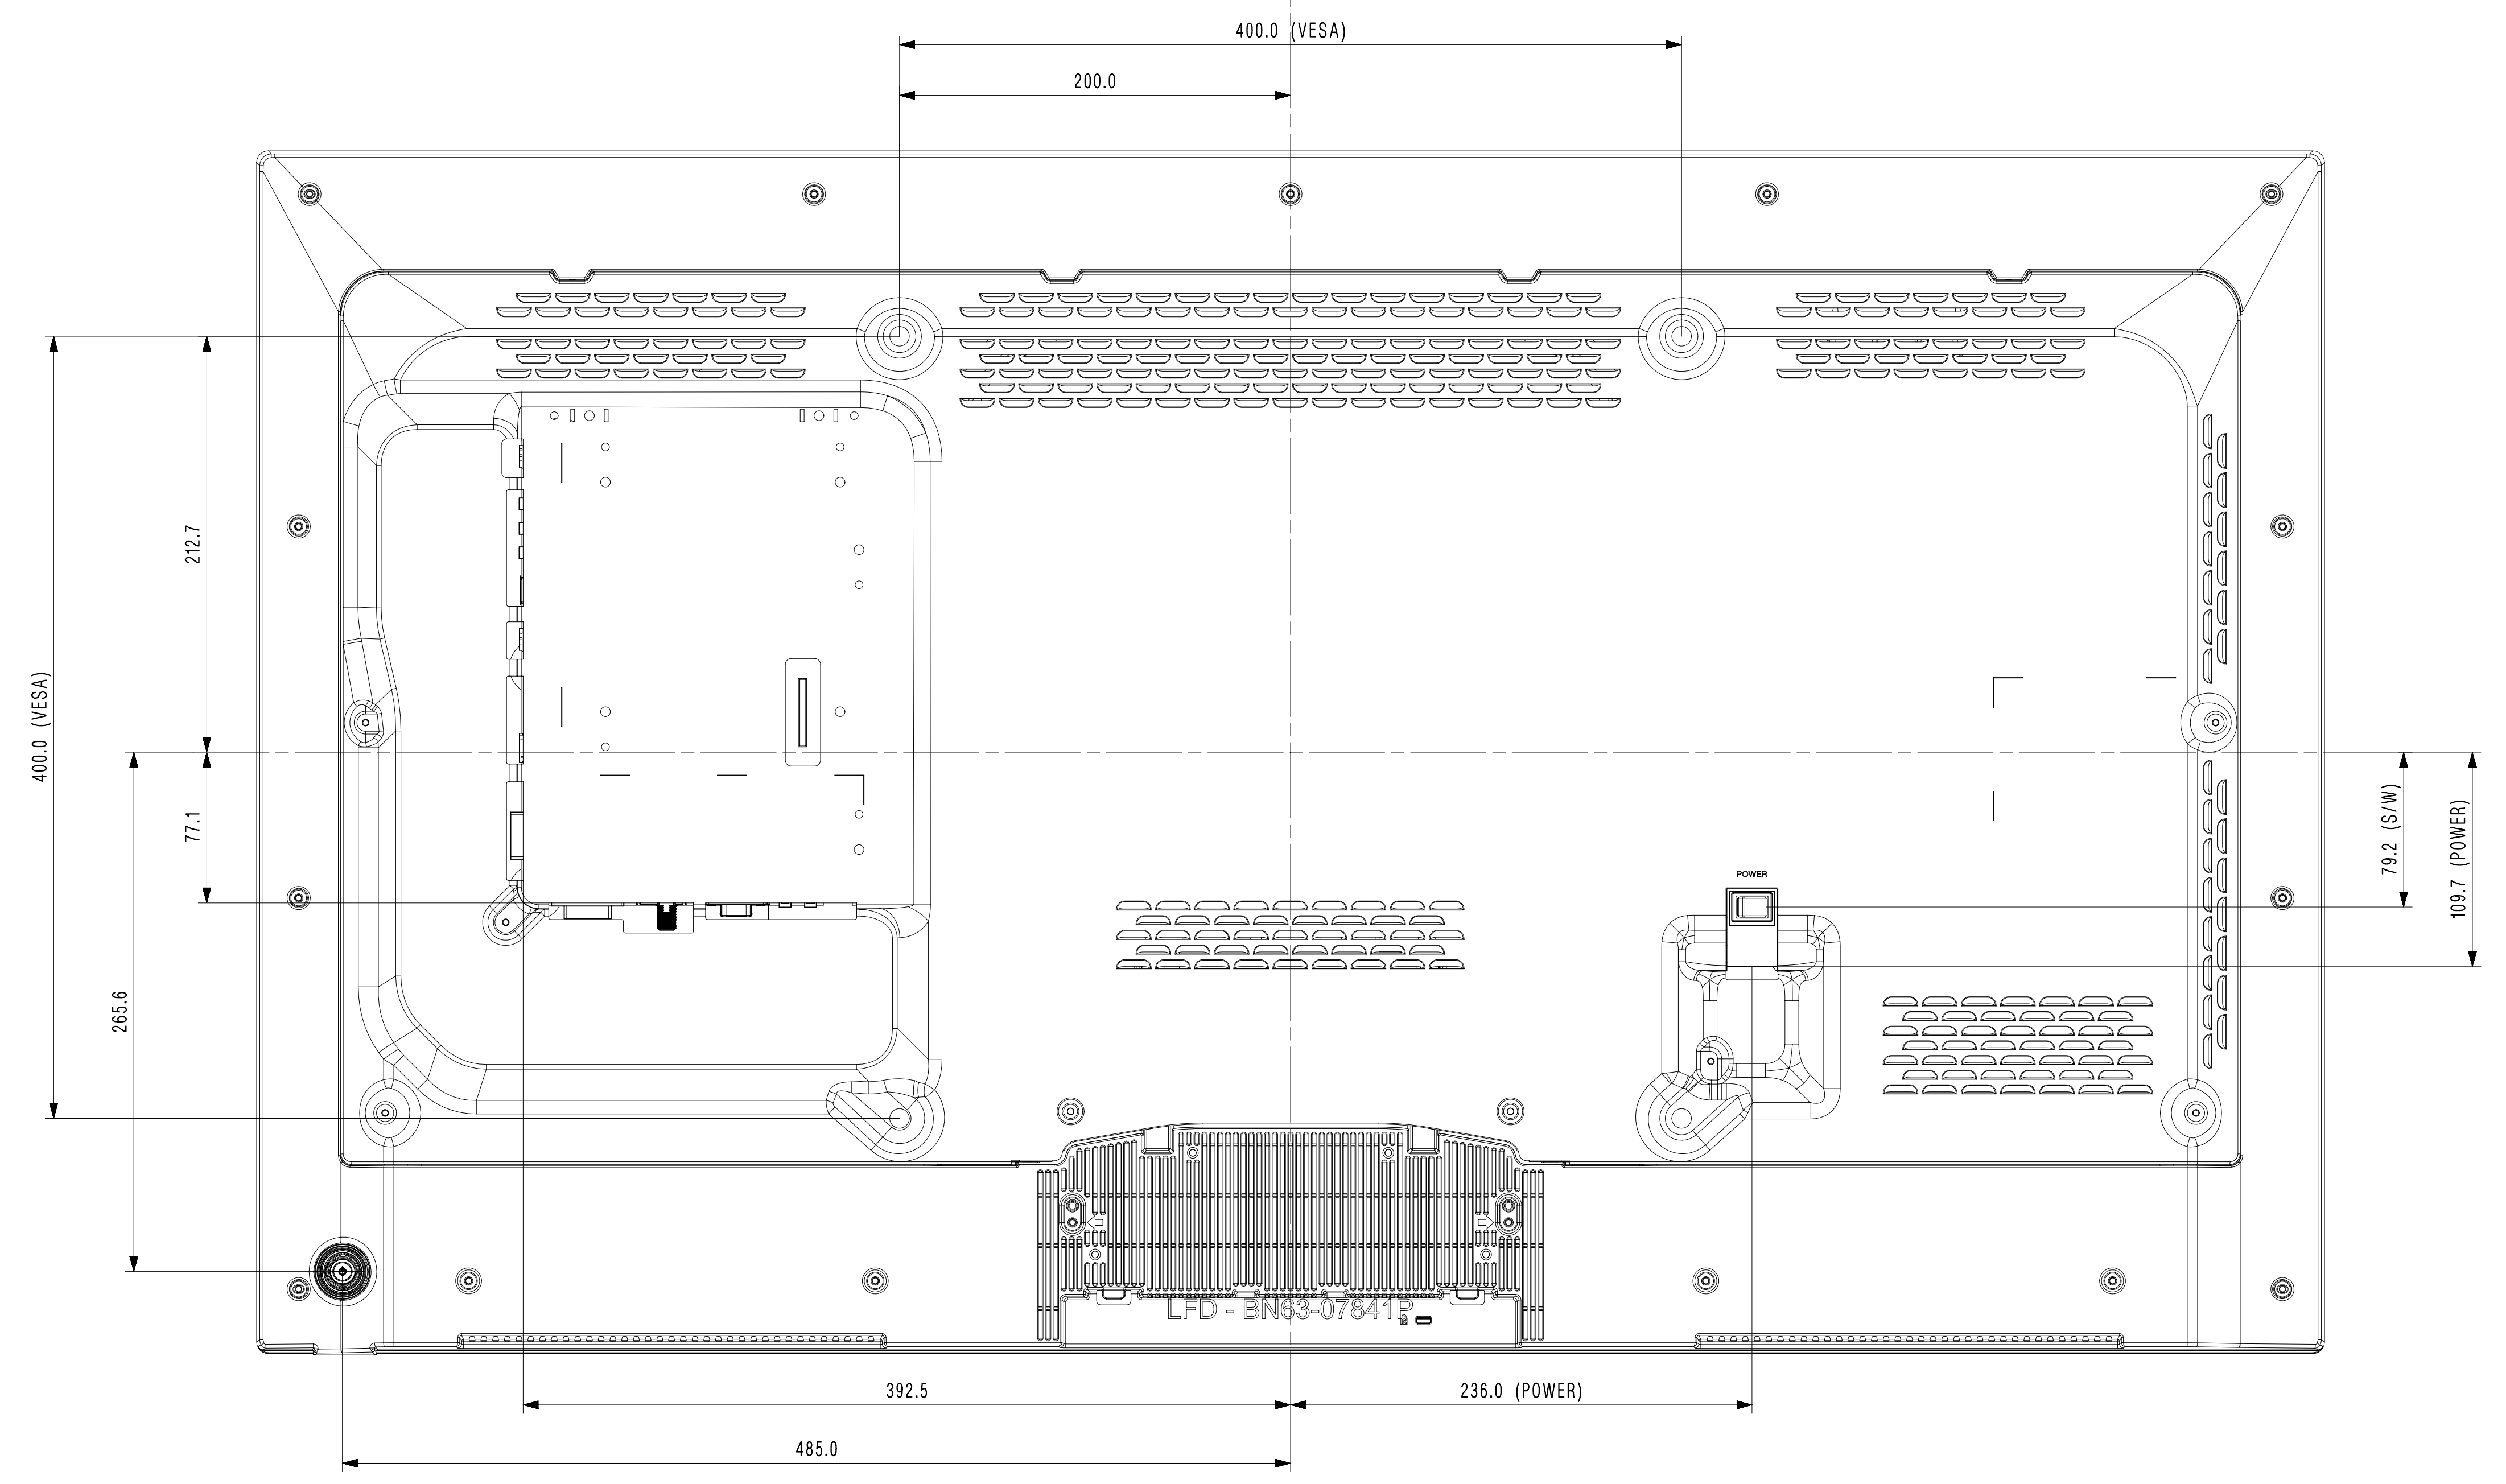 400.0 (VESA)
200.0
212.7
400.0 (VESA)
77.1
79.2 (S/W)
109.7 (POWER)
POWER
265.6
LFD - BN63-07841P
392.5
236.0 (POWER)
485.0